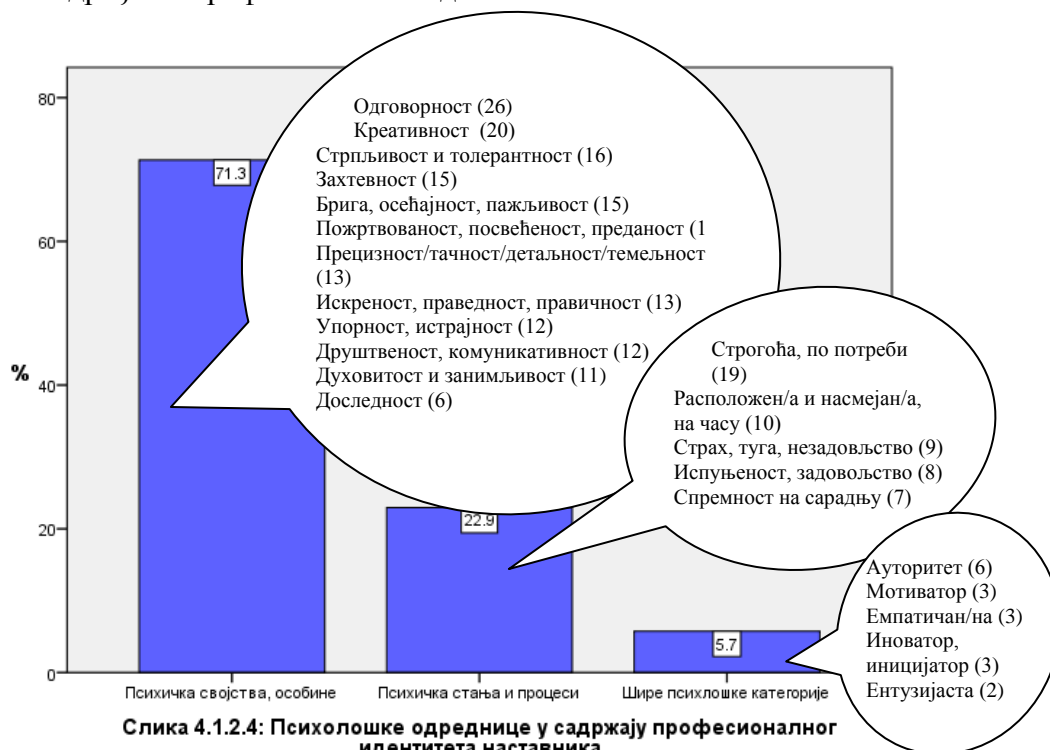 80
60
40
20
0
%
71.3
22.9
5.7
Одговорност (26)
Креативност (20)
Стрпљивост и толерантност (16)
Захтевност (15)
Брига, осећајност, пажљивост (15)
Пожртвованост, посвећеност, преданост (1
Прецизност/тачност/детаљност/темељност
(13)
Искреност, праведност, правичност (13)
Упорност, истрајност (12)
Друштвеност, комуникативност (12)
Духовитост и занимљивост (11)
Доследност (6)
Строгоћа, по потреби
(19)
Расположен/а и насмејан/а,
на часу (10)
Страх, туга, незадовљство (9)
Испуњеност, задовољство (8)
Спремност на сарадњу (7)
Ауторитет (6)
Мотиватор (3)
Емпатичан/на (3)
Иноватор,
иницијатор (3)
Ентузијаста (2)
Психичка својства, особине
Психичка стања и процеси
Шире психлошке категорије
Слика 4.1.2.4: Психолошке одреднице у садржају професионалног
идентитета наставника